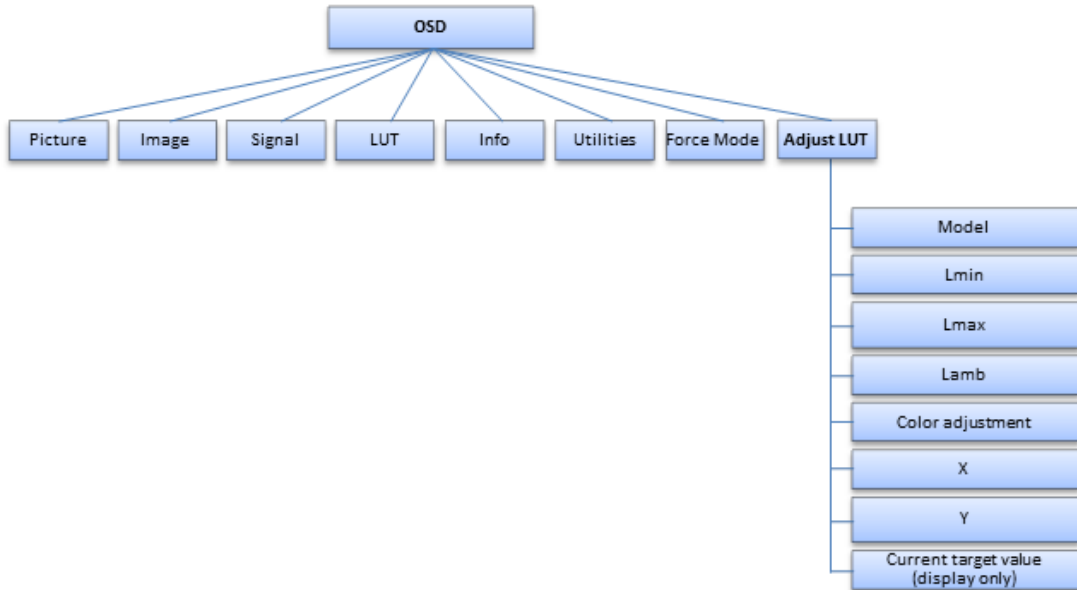 OSD
Picture
Image
Signal
LUT
Info
Utilities
Force Mode
Adjust LUT
Model
Lmin
Lmax
Lamb
Color adjustment
X
Y
Current target value
(display only)